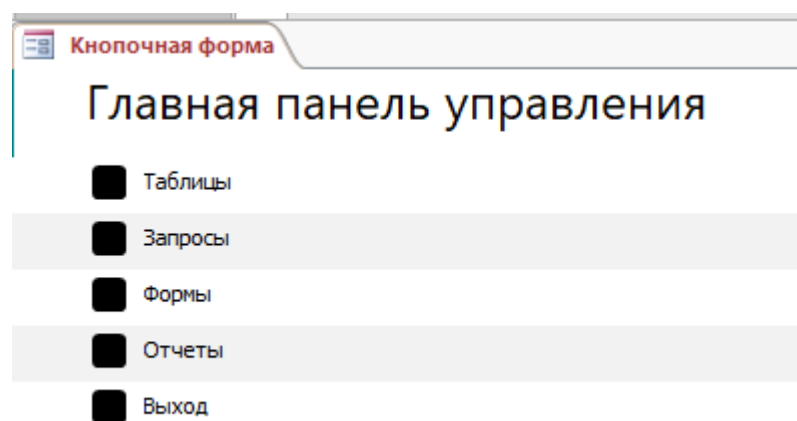 Кнопочная форма
Главная панель управления
Таблицы
Запросы
Формы
Отчеты
Выход